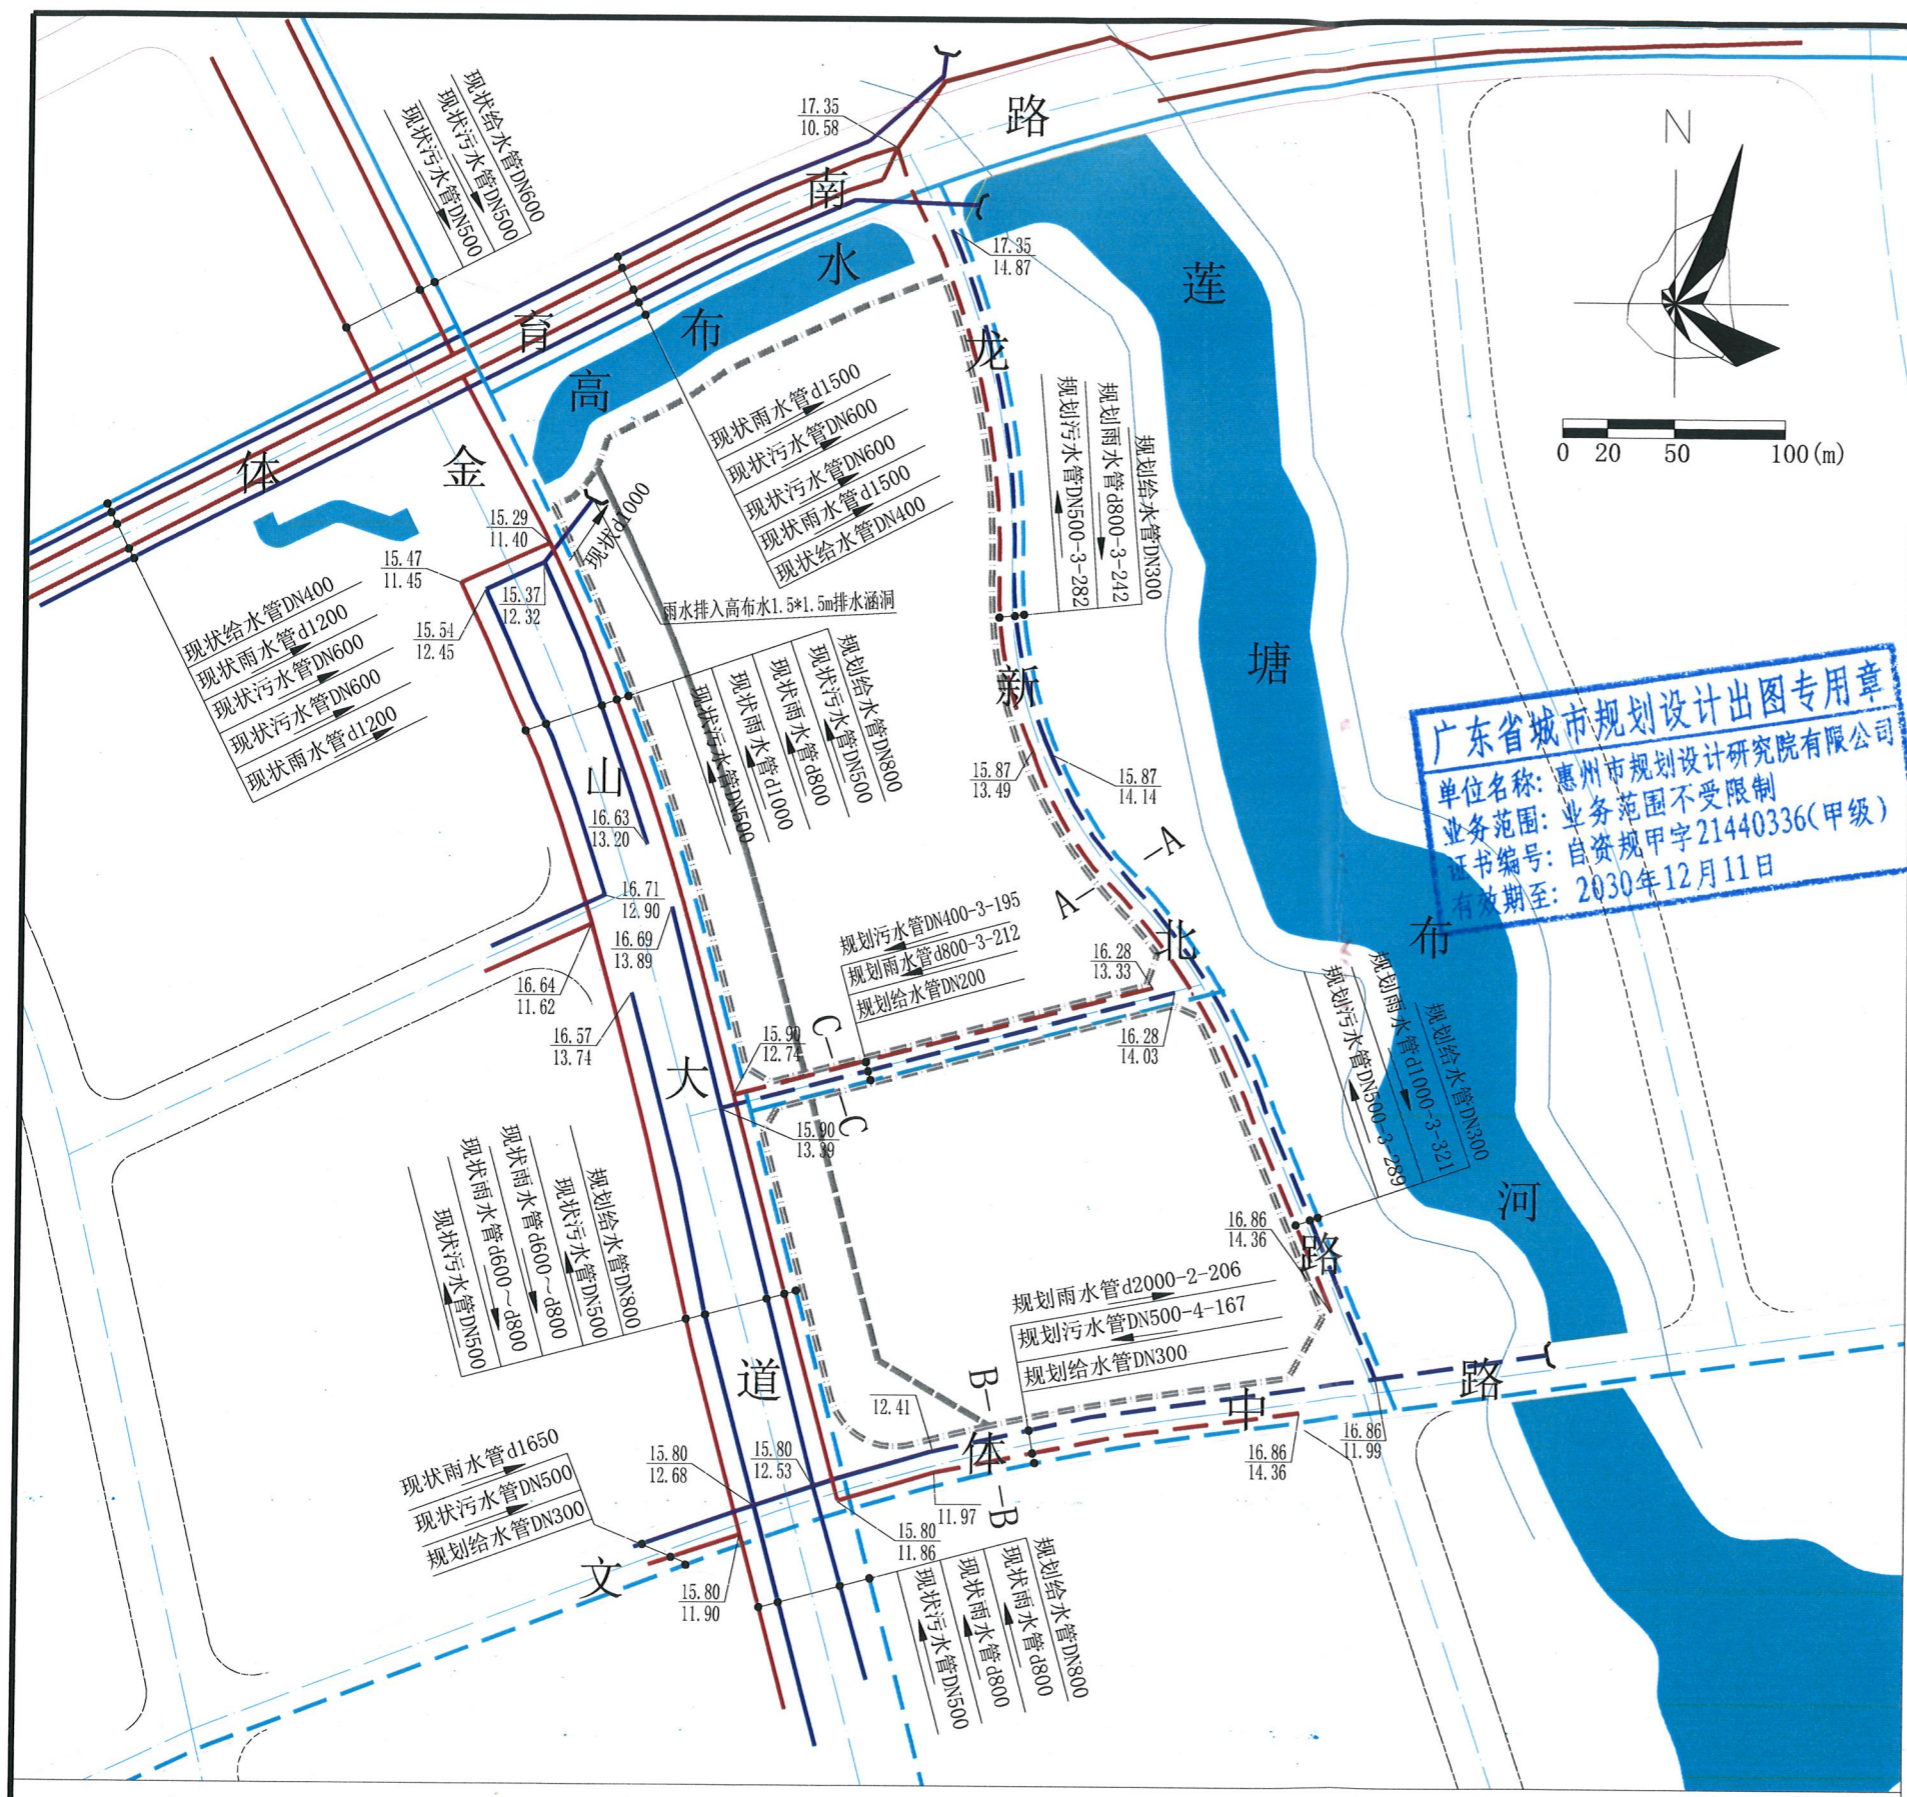 现状给水管DN600
现状污水管DN500
现状污水管DN500
17.35
10.58
路
南
水
布
高
育
体
N
0 20 50 100(m)
17.35
14.87
莲
塘
布
河
龙
新
北
路
金
山
大
道
现状雨水管d1500
现状污水管DN600
现状污水管DN600
现状雨水管d1500
现状给水管DN400
规划给水管DN300
规划雨水管d800-3-242
规划污水管DN500-3-282
15.29
11.40
现状d1000
15.47
11.45
15.37
12.32
15.54
12.45
雨水排入高布水1.5*1.5m排水涵洞
现状给水管DN400
现状雨水管d1200
现状污水管DN600
现状污水管DN600
现状雨水管d1200
规划给水管DN800
现状污水管DN500
现状雨水管d800
现状雨水管d1000
现状污水管DN500
广东省城市规划设计出图专用章
单位名称: 惠州市规划设计研究院有限公司
业务范围: 业务范围不受限制
证书编号: 自资规甲字21440336(甲级)
有效期至: 2030年12月11日
15.87
13.49
15.87
14.14
A
A
16.63
13.20
16.71
12.90
16.69
13.89
16.64
11.62
16.57
13.74
规划污水管DN400-3-195
规划雨水管d800-3-212
规划给水管DN200
16.28
13.33
16.28
14.03
C
C
15.90
12.74
15.90
13.39
规划给水管DN300
规划雨水管d1000-3-321
规划污水管DN500-3-289
16.86
14.36
规划给水管DN800
现状污水管DN500
现状雨水管d600~d800
现状雨水管d600~d800
现状污水管DN500
规划雨水管d2000-2-206
规划污水管DN500-4-167
规划给水管DN300
B
B
12.41
11.97
文
体
中
路
16.86
14.36
16.86
11.99
15.80
12.68
15.80
12.53
15.80
11.86
15.80
11.90
现状雨水管d1650
现状污水管DN500
规划给水管DN300
规划给水管DN800
现状雨水管d800
现状雨水管d800
现状污水管DN500